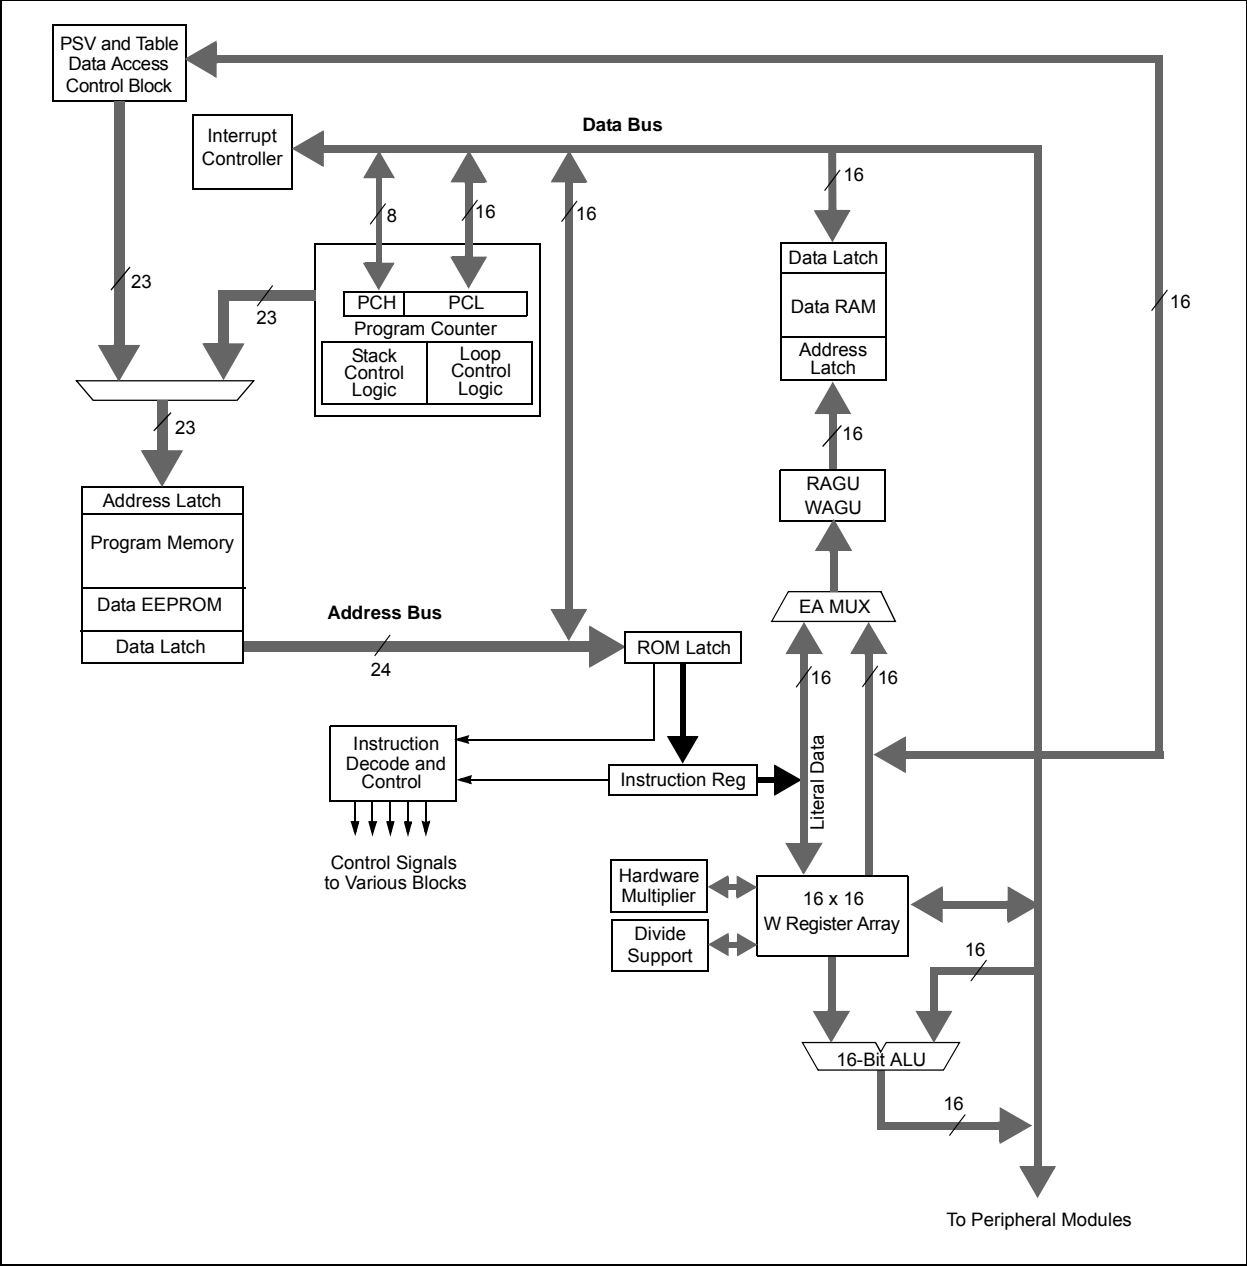 PSV and Table
Data Access
Control Block
Interrupt
Controller
Data Bus
16
8
16
16
23
23
16
PCH
PCL
Program Counter
Stack
Control
Logic
Loop
Control
Logic
Data Latch
Data RAM
Address
Latch
23
16
RAGU
WAGU
Address Latch
Program Memory
Data EEPROM
Data Latch
Address Bus
24
EA MUX
ROM Latch
16
16
Instruction
Decode and
Control
Instruction Reg
Literal Data
Control Signals
to Various Blocks
Hardware
Multiplier
Divide
Support
16 x 16
W Register Array
16
16-Bit ALU
16
To Peripheral Modules